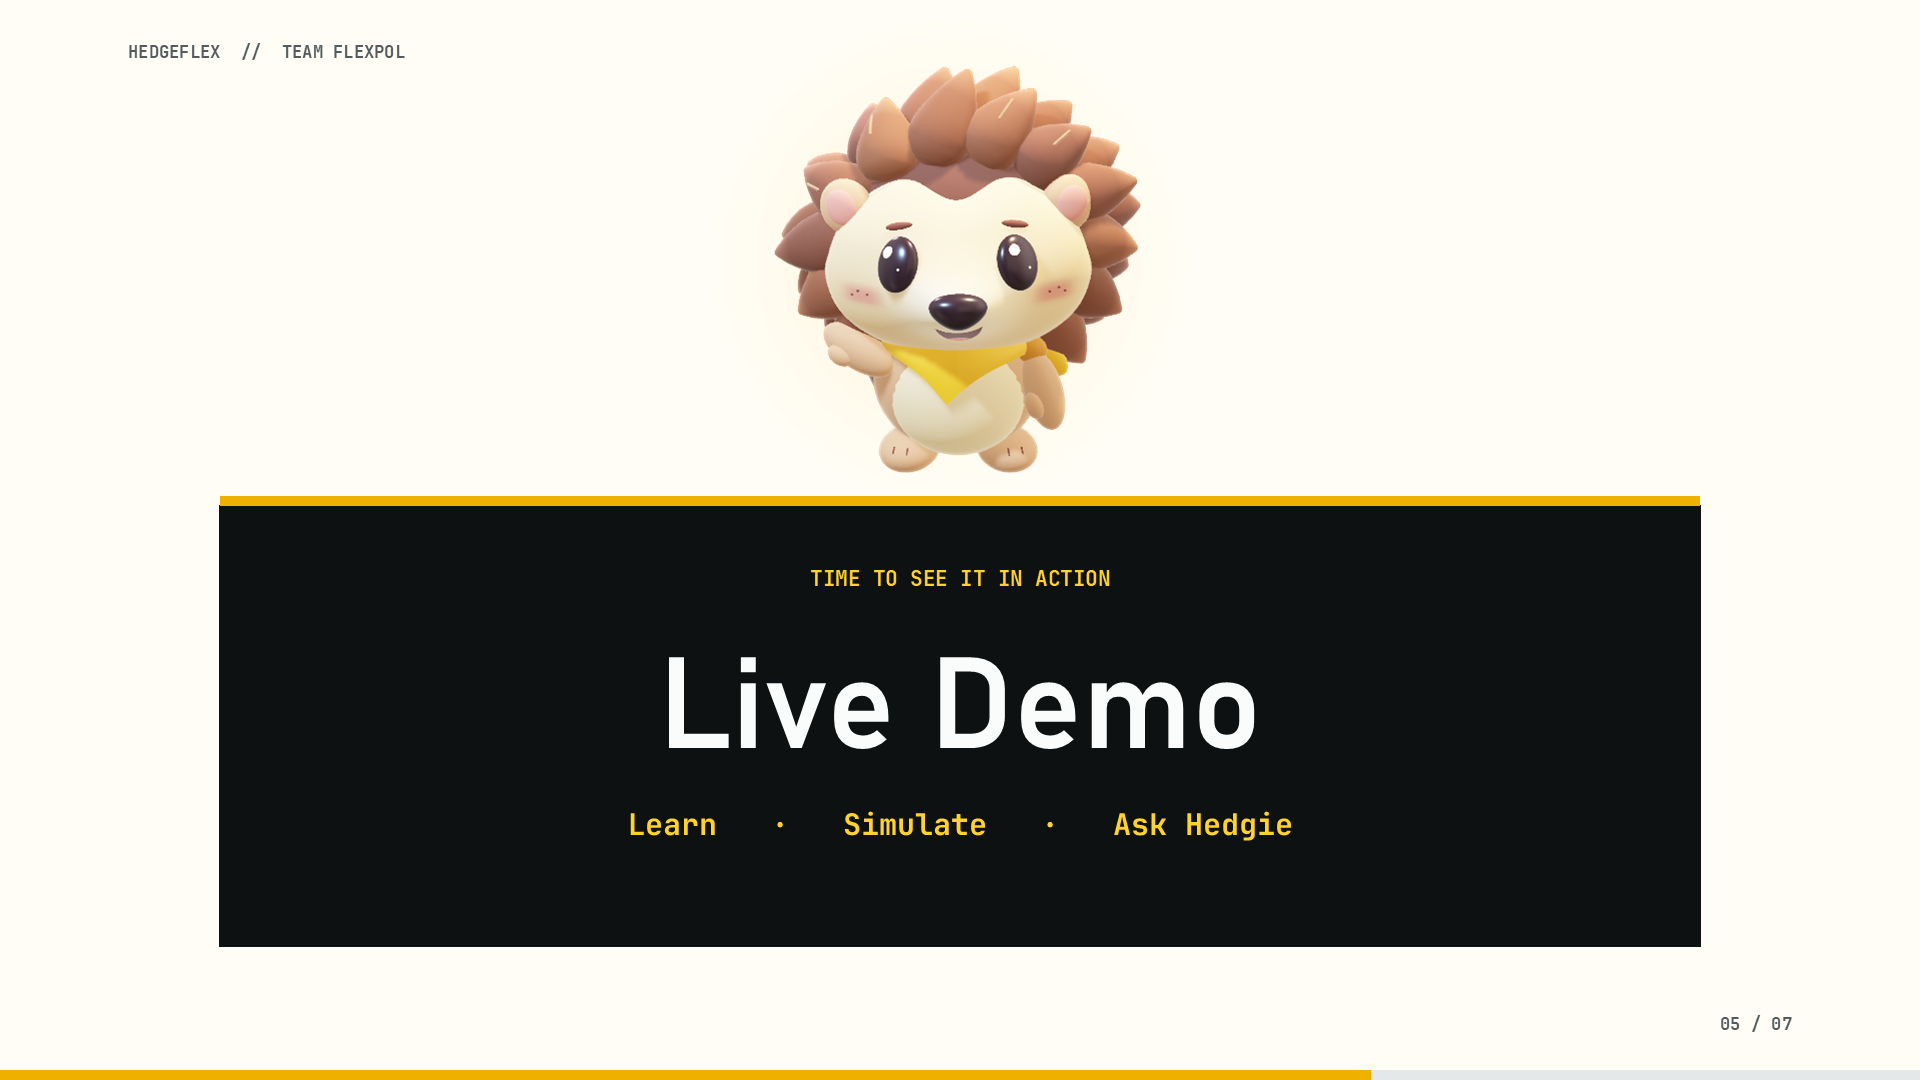 HEDGEFLEX // TEAM FLEXPOL
TIME TO SEE IT IN ACTION
Live Demo
Learn · Simulate · Ask Hedgie
05 / 07